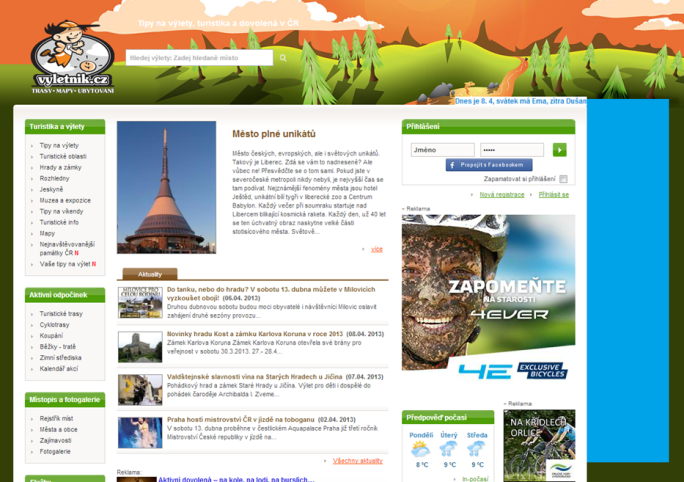 Tipy na výlety, turistika a dovolená v ČR
vyletnik.cz
TRASY • MAPY • UBYTOVÁNÍ
Hledej výlety: Zadej hledané místo
Dnes je 8. 4, svátek má Ema, zítra Dušan
Turistika a výlety
Tipy na výlety
Turistické oblasti
Hrady a zámky
Rozhledny
Jeskyně
Muzea a expozice
Tipy na víkendy
Turistické info
Mapy
Nejnavštěvovanější
památky ČR N
Vaše tipy na výlet N
Aktivní odpočinek
Turistické trasy
Cyklotrasy
Koupání
Běžky - tratě
Zimní střediska
Kalendář akcí
Místopis a fotogalerie
Rejstřík míst
Města a obce
Zajímavosti
Fotogalerie
Služby
Město plné unikátů
Město českých, evropských, ale i světových unikátů.
Takový je Liberec. Zdá se vám to nadnesené? Ale
vůbec ne! Přesvědčte se o tom sami. Pokud jste v
severočeské metropoli nikdy nebyli, je nejvyšší čas se
tam podívat. Nejznámější fenomény města jsou hotel
Ještěd, unikátní bílí tygři v liberecké zoo a Centrum
Babylon. Každý večer při soumraku startuje nad
Libercem blikající kosmická raketa. Každý den, už 40 let
se ten úchvatný obraz naskytne velké části
stotisícového města. Světově...
více
Aktuality
Do tanku, nebo do hradu? V sobotu 13. dubna můžete v Milovicích
vyzkoušet obojí! (06.04. 2013)
Druhou dubnovou sobotu budou moci obyvatelé i návštěvníci Milovic oslavit
zahájení druhé sezóny provozu...
Novinky hradu Kost a zámku Karlova Koruna v roce 2013 (08.04. 2013)
Zámek Karlova Koruna Zámek Karlova Koruna otevřela své brány pro
veřejnost v sobotu 30.3.2013. 27 - 28.4...
Valdštejnské slavnosti vína na Starých Hradech u Jičína (07.04. 2013)
Pohádkový hrad a zámek Staré Hrady u Jičína. Výlet pro děti i dospělé do
pohádek čaroděje Archibalda I. Zveme...
Praha hostí mistrovství ČR v jízdě na tobogánu (02.04. 2013)
V sobotu 13. dubna proběhne v čestlickém Aquapalace Praha již třetí ročník
Mistrovství České republiky v jízdě na...
Všechny aktuality
Reklama:
Aktivní dovolená – na kole, na lodi, na burslích...
Přihlášení
Jméno
•••••
Propojit s Facebookem
Zapamatovat si přihlášení
Nová registrace
Přihlásit se
- Reklama
ZAPOMEŇTE
NA STAROSTI
4EVER
4E EXCLUSIVE
BICYCLES
- Reklama
Předpověď počasí
Pondělí Úterý Středa
8 °C 9 °C 9 °C
In-počasí
NA KŘÍDLECH
ORLICE